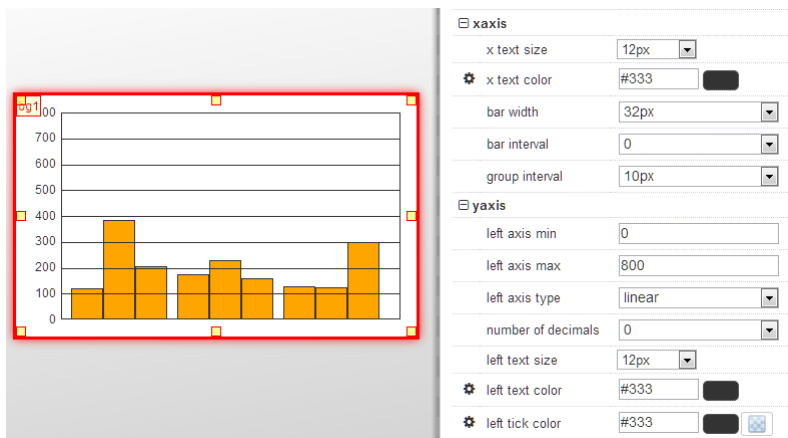 bg1
00
700
600
500
400
300
200
100
0
xaxis
x text size 12px
x text color #333
bar width 32px
bar interval 0
group interval 10px
yaxis
left axis min 0
left axis max 800
left axis type linear
number of decimals 0
left text size 12px
left text color #333
left tick color #333